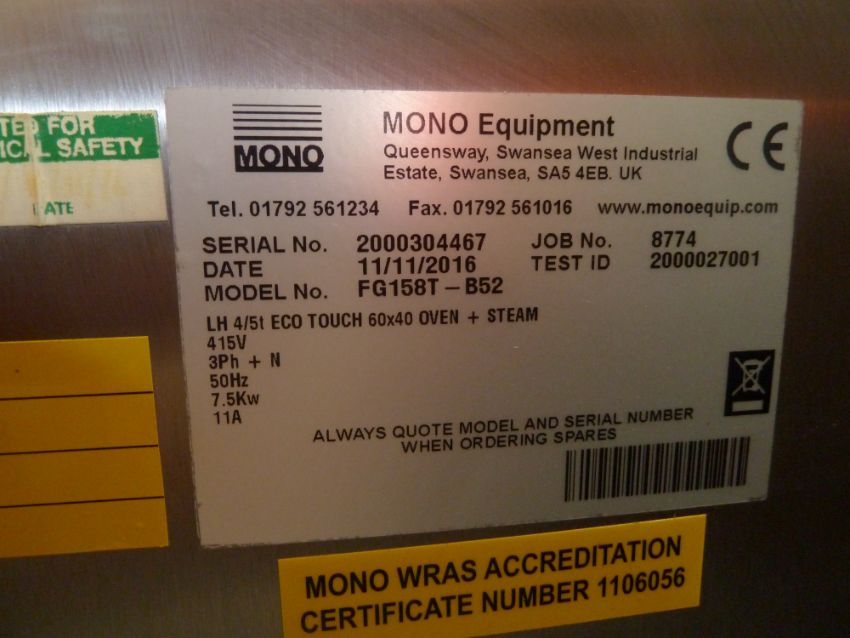 TED FOR
ICAL SAFETY
DATE
MONO
MONO Equipment
Queensway, Swansea West Industrial
Estate, Swansea, SA5 4EB. UK
CE
Tel. 01792 561234 Fax. 01792 561016 www.monoequip.com
SERIAL No. 2000304467 JOB No. 8774
DATE 11/11/2016 TEST ID 2000027001
MODEL No. FG158T – B52
LH 4/5t ECO TOUCH 60x40 OVEN + STEAM
415V
3Ph + N
50Hz
7.5Kw
11A
ALWAYS QUOTE MODEL AND SERIAL NUMBER
WHEN ORDERING SPARES
MONO WRAS ACCREDITATION
CERTIFICATE NUMBER 1106056